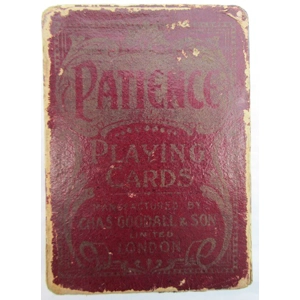 PATIENCE
PLAYING
CARDS
MANUFACTURED BY
CHAS GOODALL & SON
LIMITED
LONDON